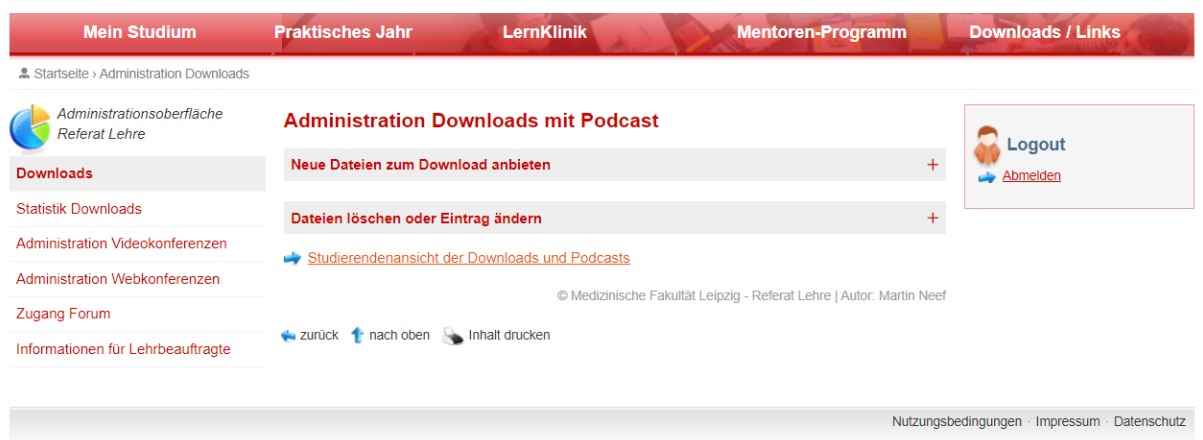 Mein Studium Praktisches Jahr LernKlinik Mentoren-Programm Downloads / Links
Startseite › Administration Downloads
Administrationsoberfläche
Referat Lehre
Downloads
Statistik Downloads
Administration Videokonferenzen
Administration Webkonferenzen
Zugang Forum
Informationen für Lehrbeauftragte
Administration Downloads mit Podcast
Neue Dateien zum Download anbieten +
Dateien löschen oder Eintrag ändern +
Studierendenansicht der Downloads und Podcasts
© Medizinische Fakultät Leipzig - Referat Lehre | Autor: Martin Neef
zurück nach oben Inhalt drucken
Logout
Abmelden
Nutzungsbedingungen · Impressum · Datenschutz